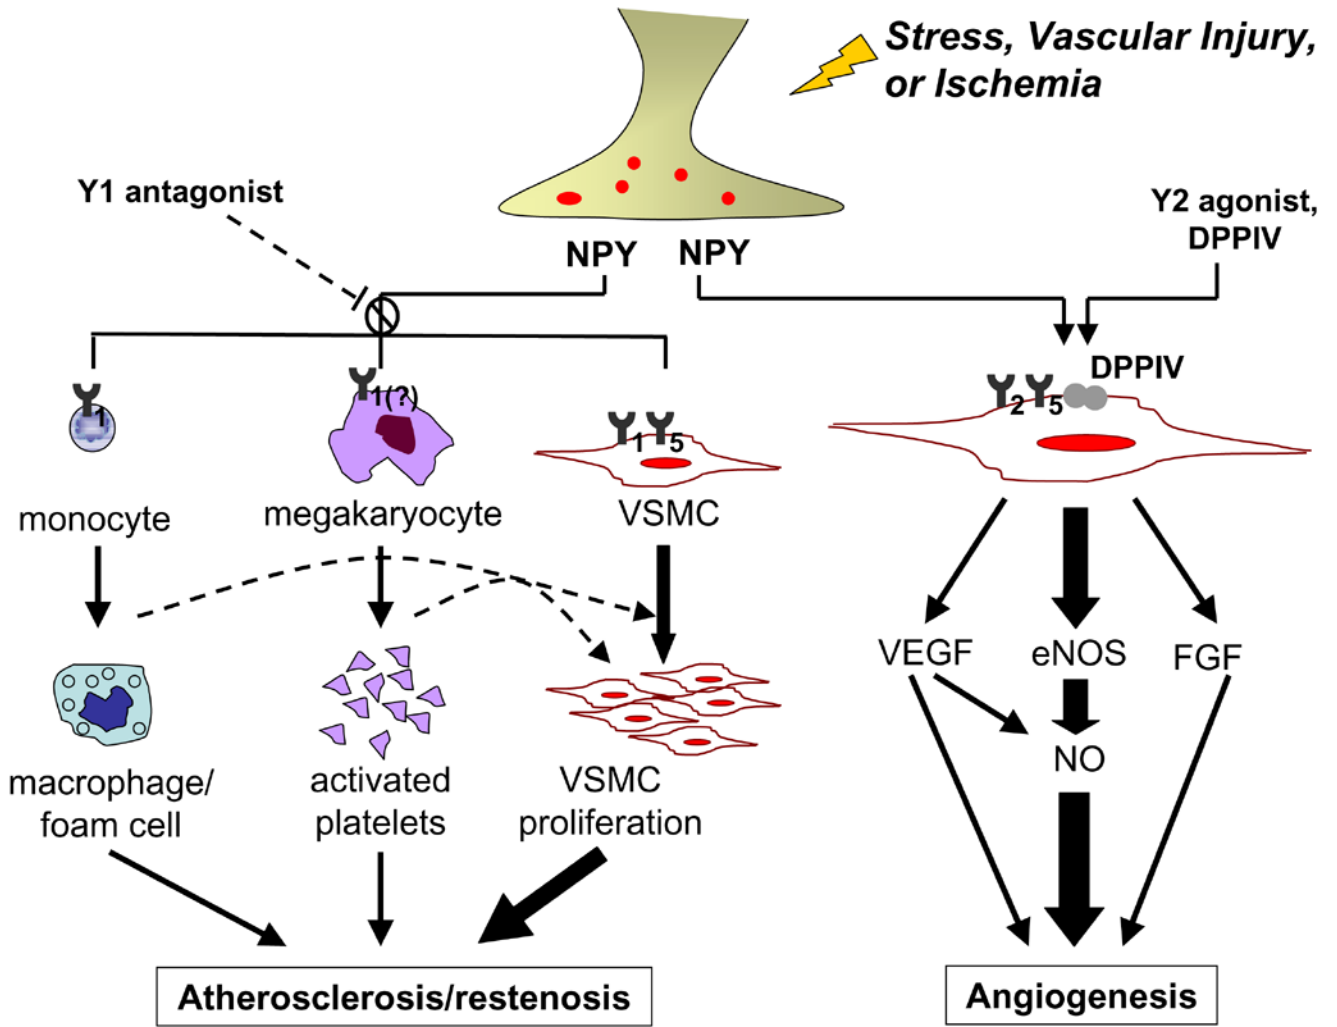 Stress, Vascular Injury,
or Ischemia
Y1 antagonist
Y2 agonist,
DPPIV
NPY NPY
DPPIV
1
1(?)
1 5
2 5
monocyte
megakaryocyte
VSMC
VEGF
eNOS
FGF
NO
macrophage/
foam cell
activated
platelets
VSMC
proliferation
Atherosclerosis/restenosis
Angiogenesis